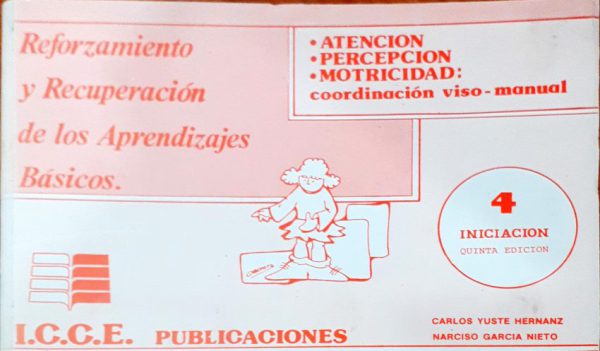 Reforzamiento
y Recuperación
de los Aprendizajes
Básicos.
• ATENCION
• PERCEPCION
• MOTRICIDAD:
coordinación viso-manual
4
INICIACION
QUINTA EDICION
I.C.C.E. PUBLICACIONES
CARLOS YUSTE HERNANZ
NARCISO GARCIA NIETO